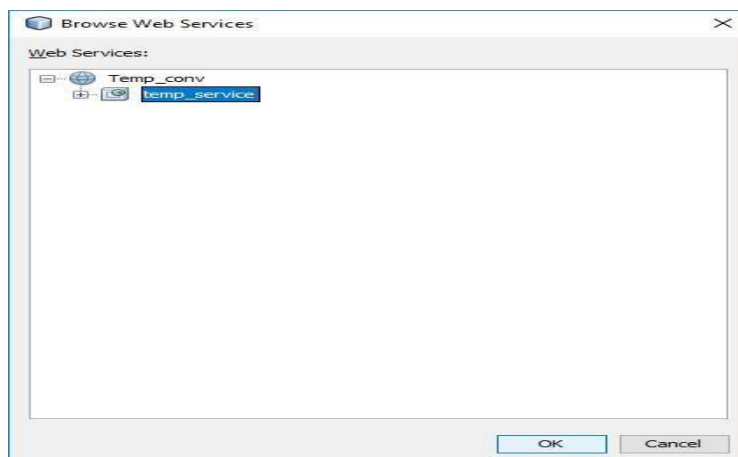 Browse Web Services
Web Services:
Temp_conv
temp_service
OK Cancel